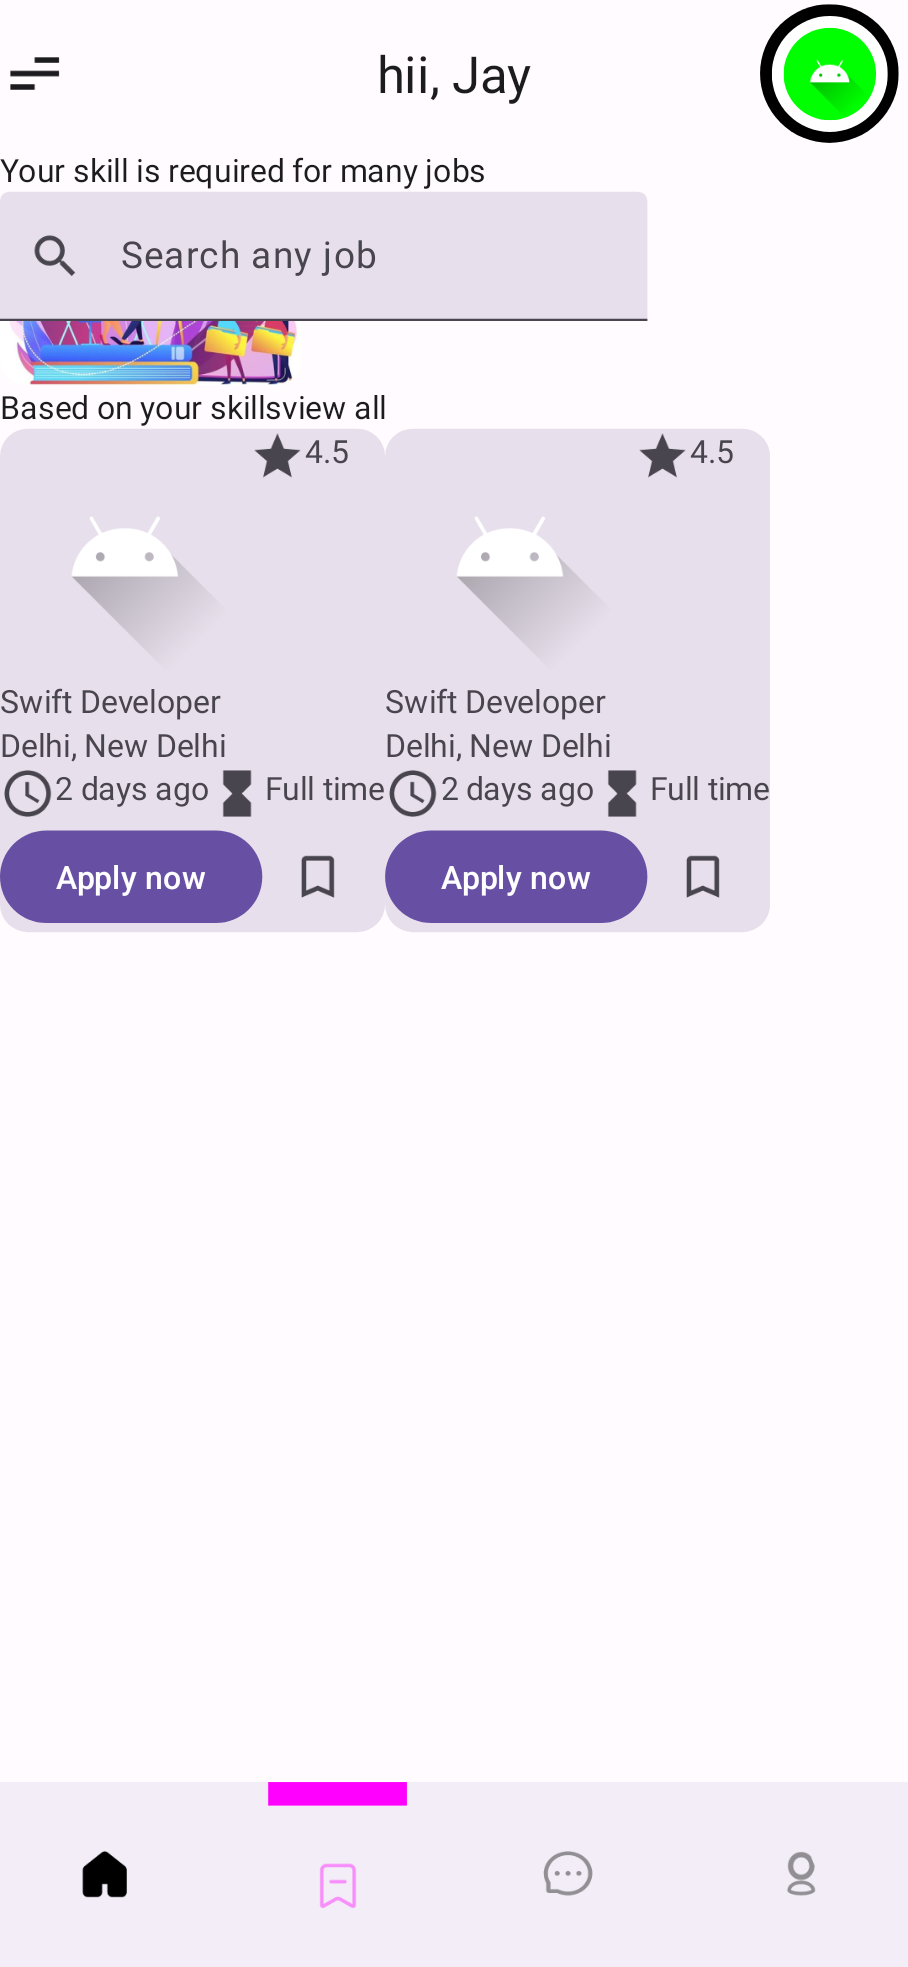 hii, Jay
Your skill is required for many jobs
Search any job
Based on your skillsview all
4.5
Swift Developer
Delhi, New Delhi
2 days ago Full time
Apply now
4.5
Swift Developer
Delhi, New Delhi
2 days ago Full time
Apply now